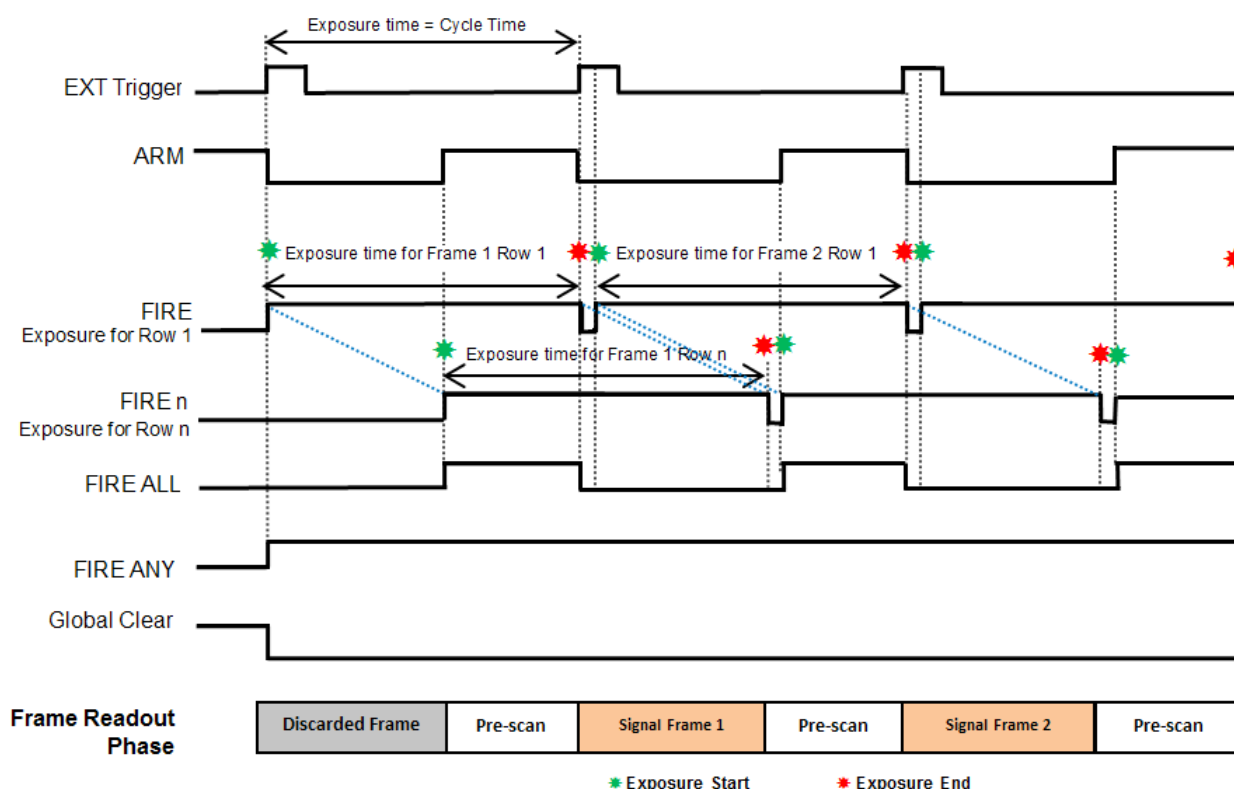 Exposure time = Cycle Time
EXT Trigger
ARM
Exposure time for Frame 1 Row 1
Exposure time for Frame 2 Row 1
FIRE
Exposure for Row 1
Exposure time for Frame 1 Row n
FIRE n
Exposure for Row n
FIRE ALL
FIRE ANY
Global Clear
Frame Readout
Phase
Discarded Frame
Pre-scan
Signal Frame 1
Pre-scan
Signal Frame 2
Pre-scan
Exposure Start
Exposure End